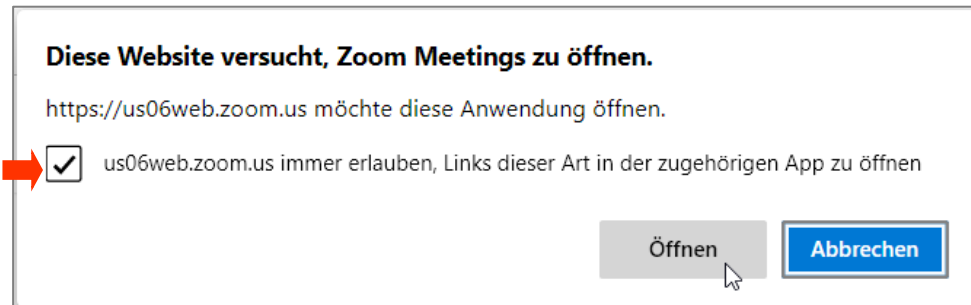 Diese Website versucht, Zoom Meetings zu öffnen.
https://us06web.zoom.us möchte diese Anwendung öffnen.
us06web.zoom.us immer erlauben, Links dieser Art in der zugehörigen App zu öffnen
Öffnen
Abbrechen